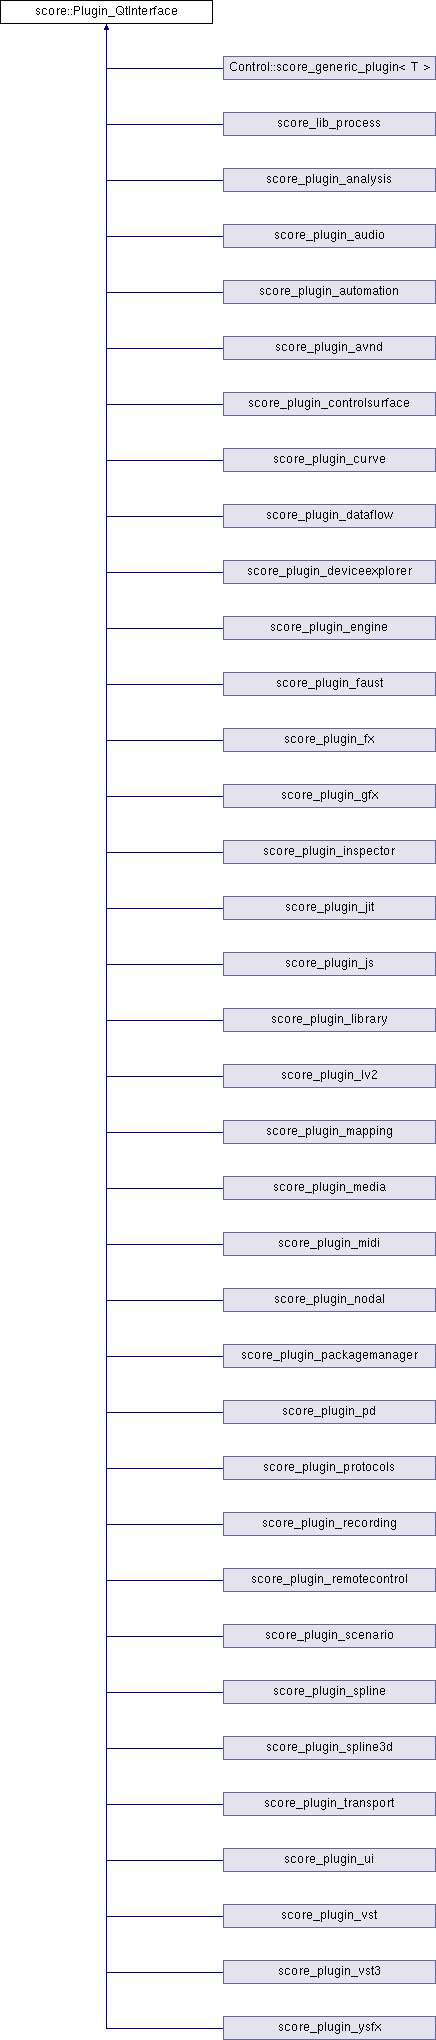 score::Plugin_QtInterface
Control::score_generic_plugin< T >
score_lib_process
score_plugin_analysis
score_plugin_audio
score_plugin_automation
score_plugin_avnd
score_plugin_controlsurface
score_plugin_curve
score_plugin_dataflow
score_plugin_deviceexplorer
score_plugin_engine
score_plugin_faust
score_plugin_fx
score_plugin_gfx
score_plugin_inspector
score_plugin_jit
score_plugin_js
score_plugin_library
score_plugin_lv2
score_plugin_mapping
score_plugin_media
score_plugin_midi
score_plugin_nodal
score_plugin_packagemanager
score_plugin_pd
score_plugin_protocols
score_plugin_recording
score_plugin_remotecontrol
score_plugin_scenario
score_plugin_spline
score_plugin_spline3d
score_plugin_transport
score_plugin_ui
score_plugin_vst
score_plugin_vst3
score_plugin_ysfx